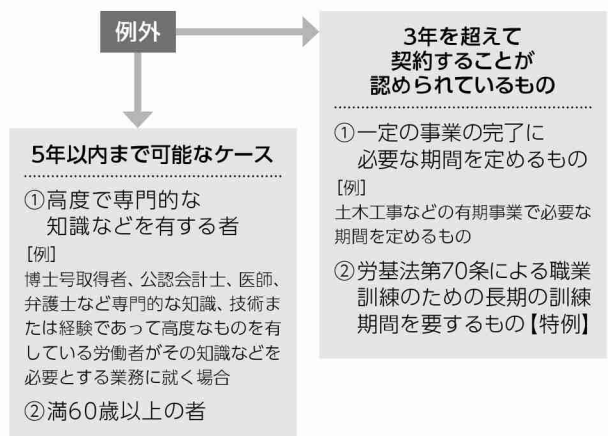 例外
5年以内まで可能なケース
①高度で専門的な
知識などを有する者
[例]
博士号取得者、公認会計士、医師、
弁護士など専門的な知識、技術ま
たは経験であって高度なものを有
している労働者がその知識などを
必要とする業務に就く場合
②満60歳以上の者
3年を超えて
契約することが
認められているもの
①一定の事業の完了に
必要な期間を定めるもの
[例]
土木工事などの有期事業で必要な
期間を定めるもの
②労基法第70条による職業
訓練のための長期の訓練
期間を要するもの【特例】